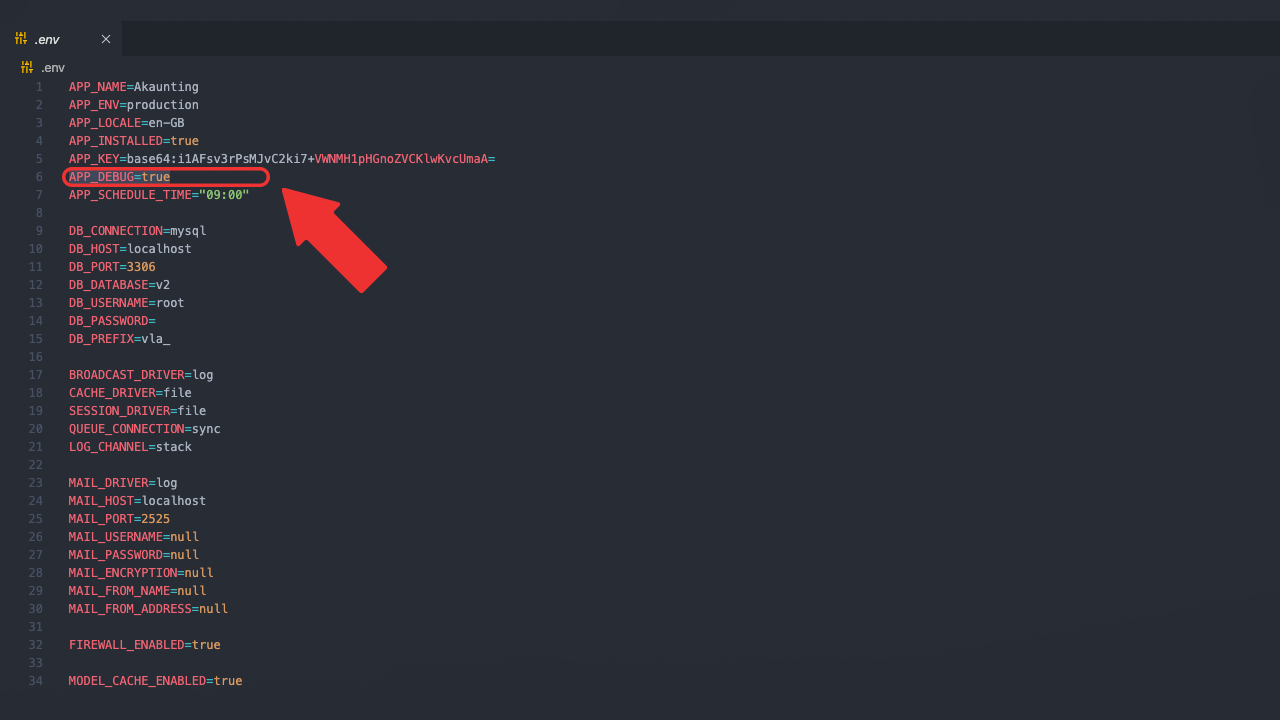 .env
.env
1 APP_NAME=Akaunting
2 APP_ENV=production
3 APP_LOCALE=en-GB
4 APP_INSTALLED=true
5 APP_KEY=base64:i1AFsv3rPsMJvC2ki7+VWNMH1pHGnoZVCKlwKvcUmaA=
6 APP_DEBUG=true
7 APP_SCHEDULE_TIME="09:00"
8
9 DB_CONNECTION=mysql
10 DB_HOST=localhost
11 DB_PORT=3306
12 DB_DATABASE=v2
13 DB_USERNAME=root
14 DB_PASSWORD=
15 DB_PREFIX=vla_
16
17 BROADCAST_DRIVER=log
18 CACHE_DRIVER=file
19 SESSION_DRIVER=file
20 QUEUE_CONNECTION=sync
21 LOG_CHANNEL=stack
22
23 MAIL_DRIVER=log
24 MAIL_HOST=localhost
25 MAIL_PORT=2525
26 MAIL_USERNAME=null
27 MAIL_PASSWORD=null
28 MAIL_ENCRYPTION=null
29 MAIL_FROM_NAME=null
30 MAIL_FROM_ADDRESS=null
31
32 FIREWALL_ENABLED=true
33
34 MODEL_CACHE_ENABLED=true